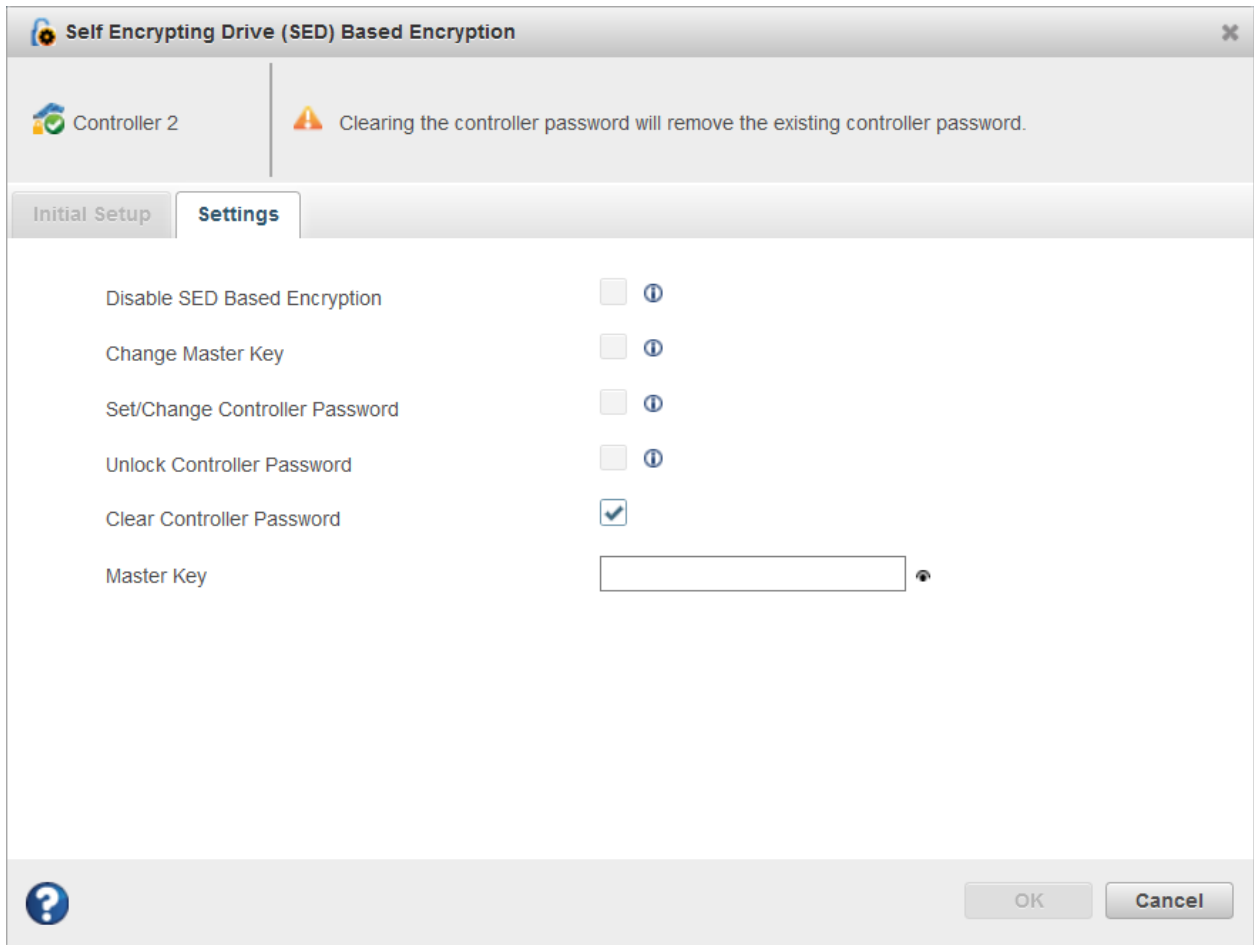 Self Encrypting Drive (SED) Based Encryption
Controller 2
Clearing the controller password will remove the existing controller password.
Initial Setup
Settings
Disable SED Based Encryption
Change Master Key
Set/Change Controller Password
Unlock Controller Password
Clear Controller Password
Master Key
OK
Cancel